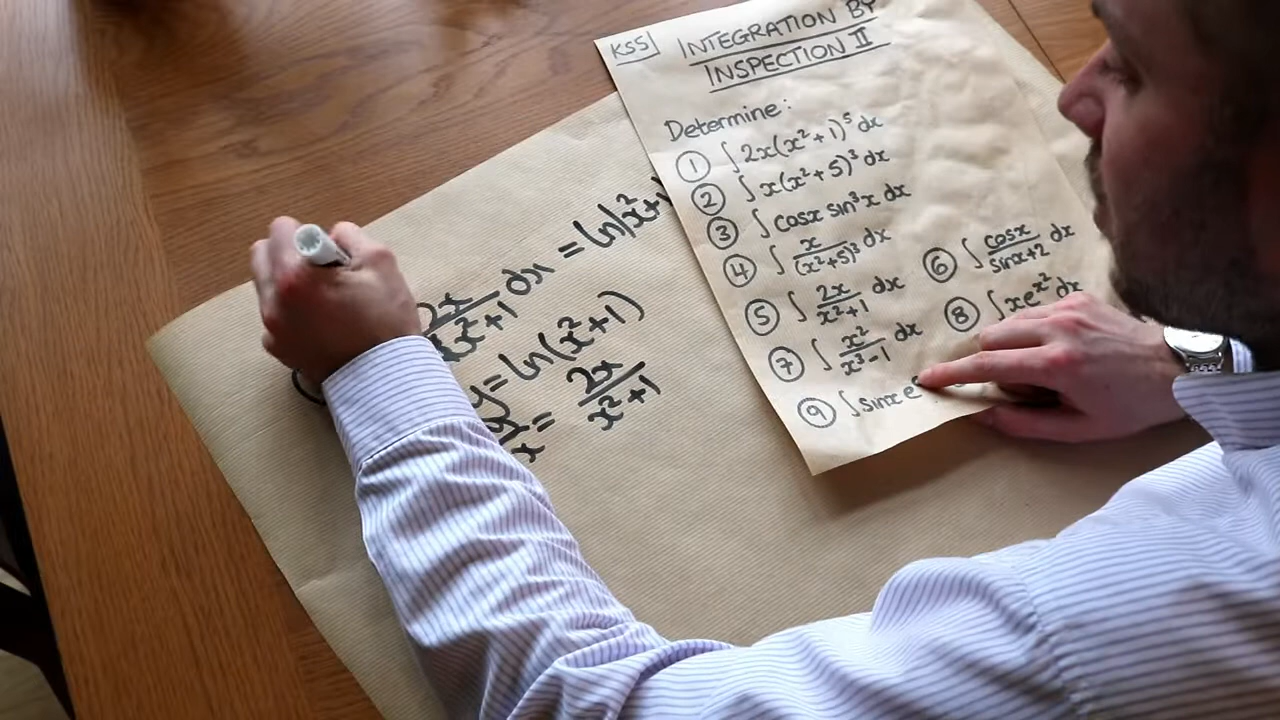 KS5
INTEGRATION BY
INSPECTION II
Determine:
① ∫ 2x(x²+1)⁵ dx
② ∫ x(x²+5)³ dx
③ ∫ cosx sin³x dx
④ ∫ x/(x²+5)³ dx
⑤ ∫ 2x/(x²+1) dx
⑥ ∫ cosx/(sinx+2) dx
⑦ ∫ x²/(x³-1) dx
⑧ ∫ xe^(x²) dx
⑨ ∫ sinx e
2x/(x²+1) dx = ln|x²+1
y = ln(x²+1)
x = 2x/(x²+1)